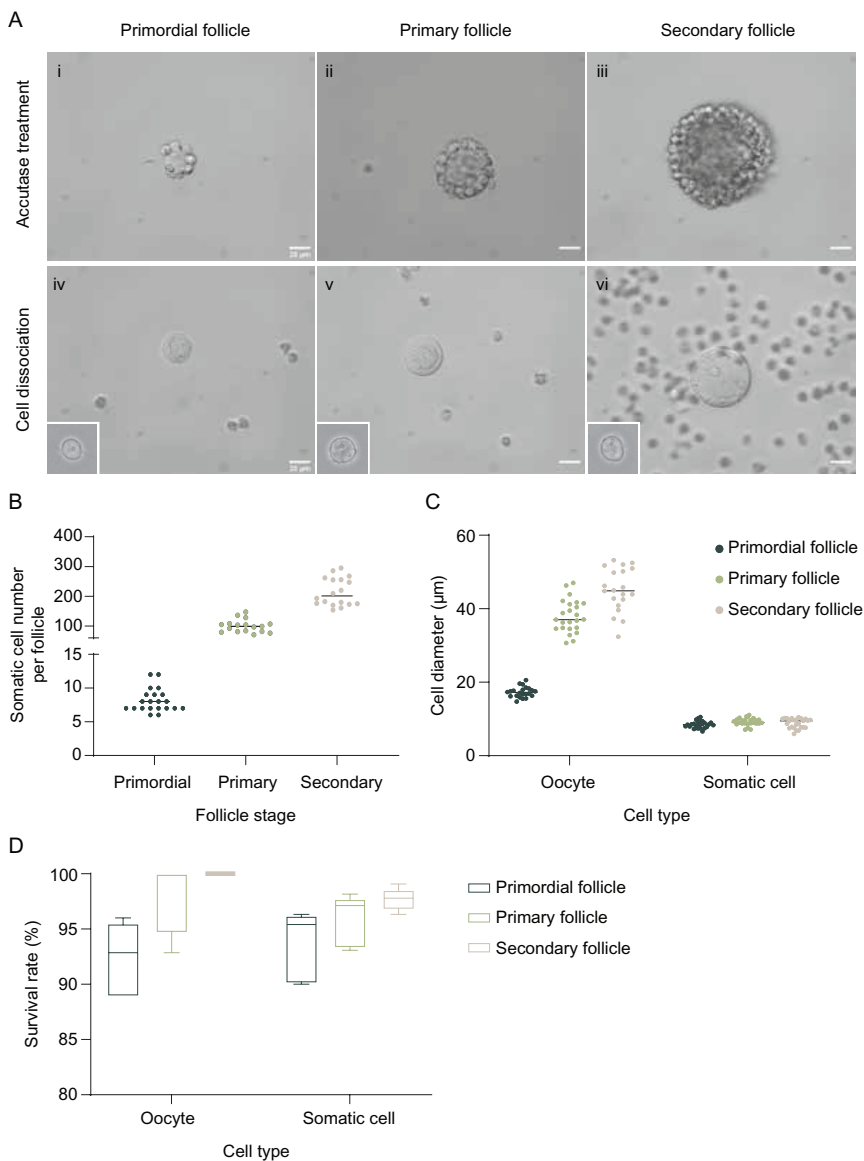 A
Primordial follicle
Primary follicle
Secondary follicle
Accutase treatment
i
ii
iii
20 μm
Cell dissociation
iv
v
vi
20 μm
B
Somatic cell number
per follicle
400
300
200
100
15
10
5
0
Primordial
Primary
Secondary
Follicle stage
C
Cell diameter (μm)
60
40
20
0
Primordial follicle
Primary follicle
Secondary follicle
Oocyte
Somatic cell
Cell type
D
Survival rate (%)
100
95
90
85
80
Primordial follicle
Primary follicle
Secondary follicle
Oocyte
Somatic cell
Cell type